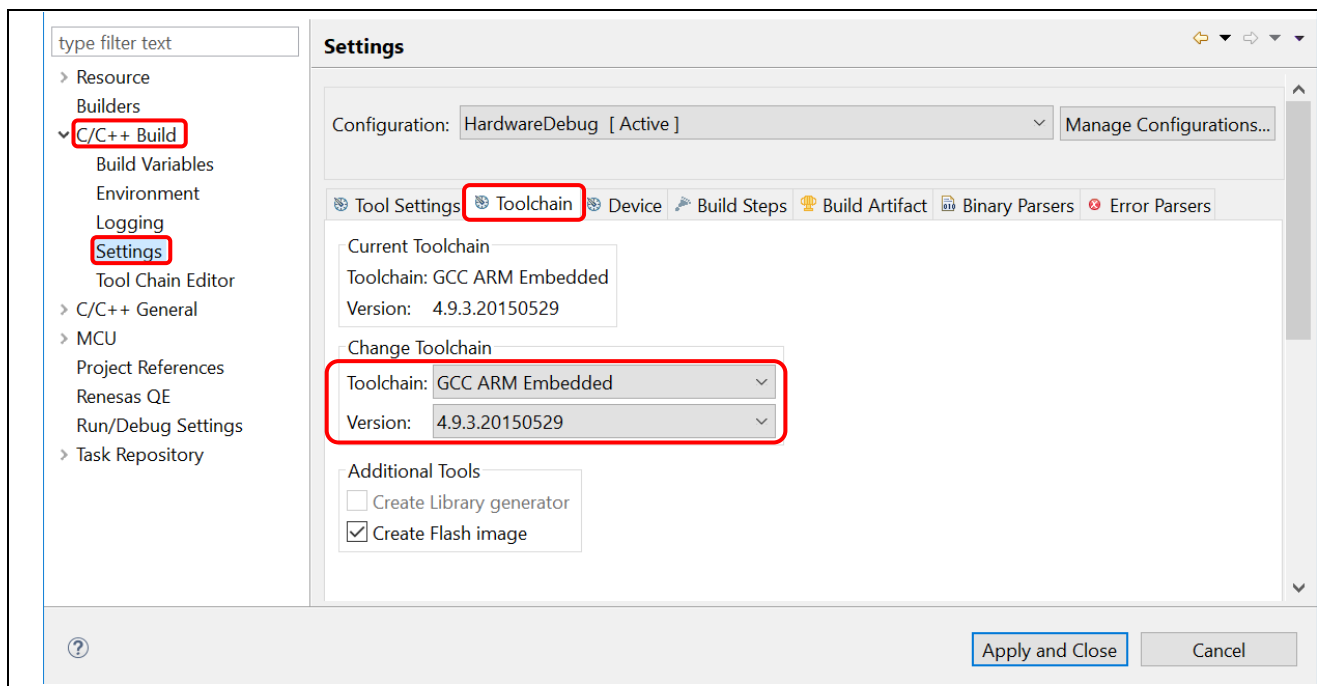 type filter text
Resource
Builders
C/C++ Build
Build Variables
Environment
Logging
Settings
Tool Chain Editor
C/C++ General
MCU
Project References
Renesas QE
Run/Debug Settings
Task Repository
Settings
Configuration: HardwareDebug [ Active ] Manage Configurations...
Tool Settings Toolchain Device Build Steps Build Artifact Binary Parsers Error Parsers
Current Toolchain
Toolchain: GCC ARM Embedded
Version: 4.9.3.20150529
Change Toolchain
Toolchain: GCC ARM Embedded
Version: 4.9.3.20150529
Additional Tools
Create Library generator
Create Flash image
Apply and Close Cancel